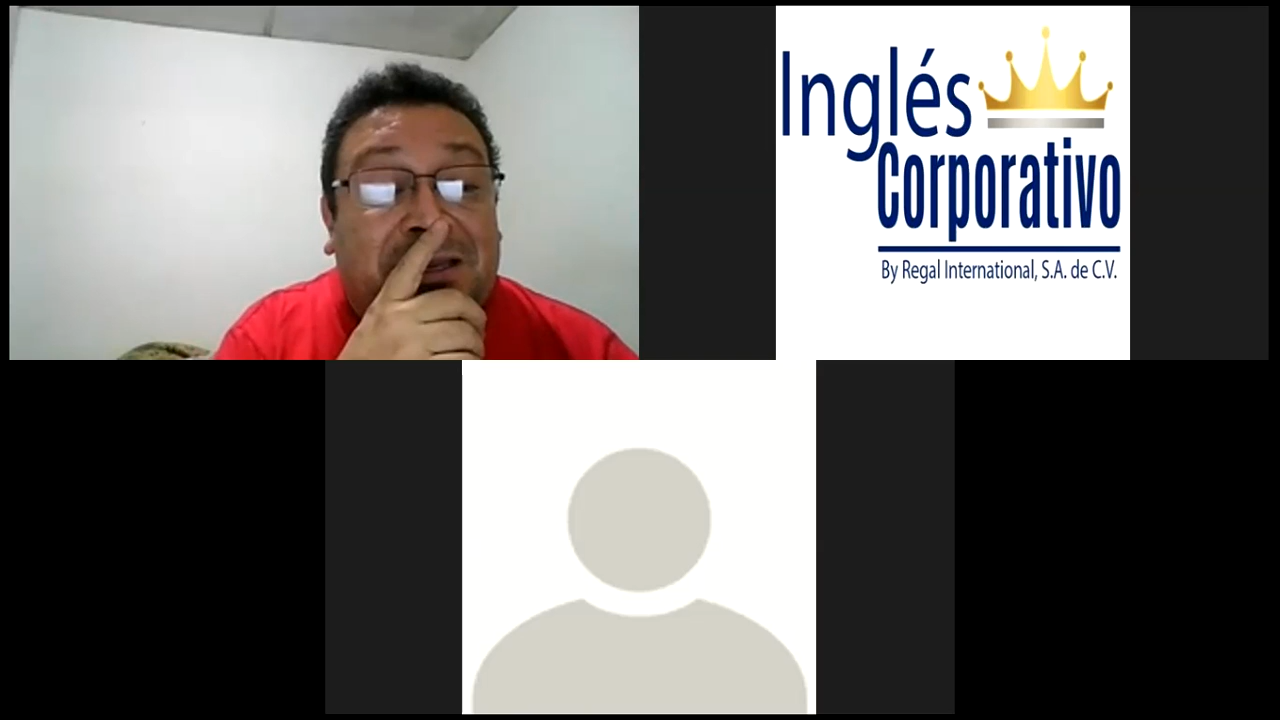 Inglés
Corporativo
By Regal International, S.A. de C.V.